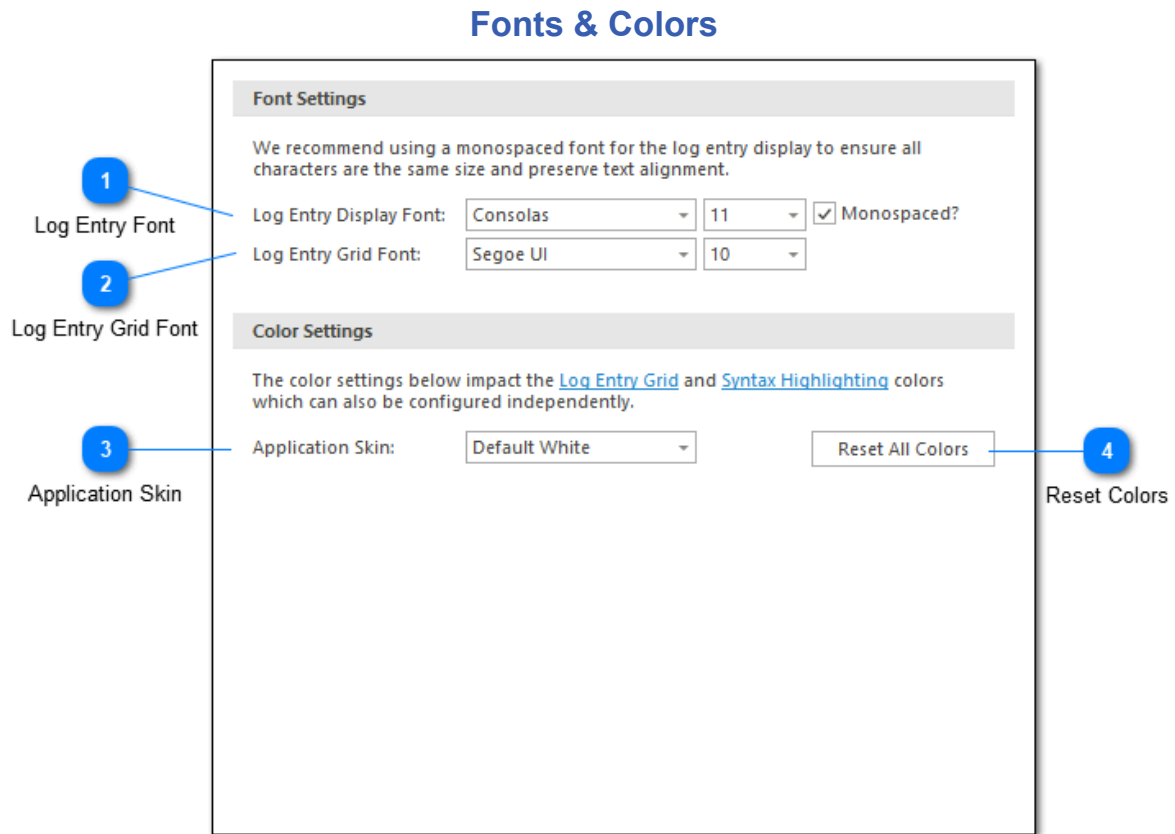 Fonts & Colors
Font Settings
We recommend using a monospaced font for the log entry display to ensure all
characters are the same size and preserve text alignment.
1
Log Entry Font
Log Entry Display Font: Consolas 11 Monospaced?
Log Entry Grid Font: Segoe UI 10
2
Log Entry Grid Font
Color Settings
The color settings below impact the Log Entry Grid and Syntax Highlighting colors
which can also be configured independently.
3
Application Skin
Application Skin: Default White Reset All Colors
4
Reset Colors